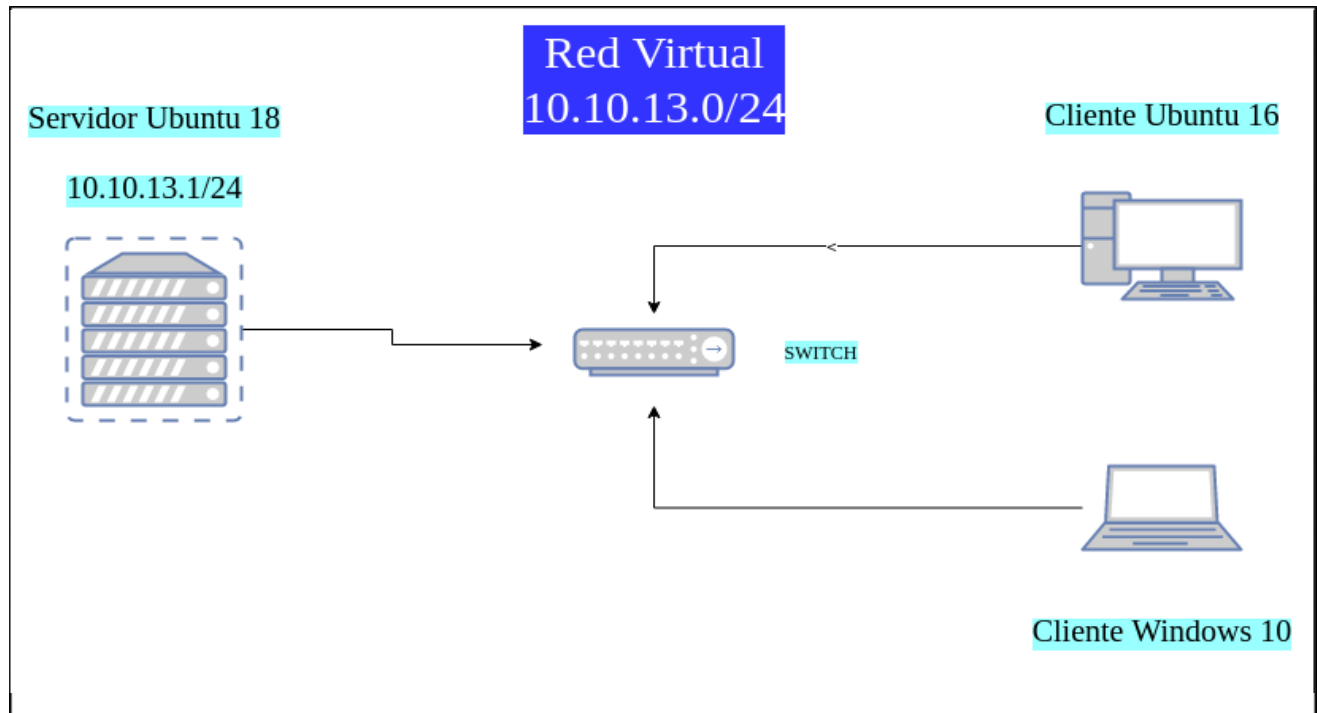 Red Virtual
10.10.13.0/24
Servidor Ubuntu 18
10.10.13.1/24
Cliente Ubuntu 16
<
SWITCH
Cliente Windows 10